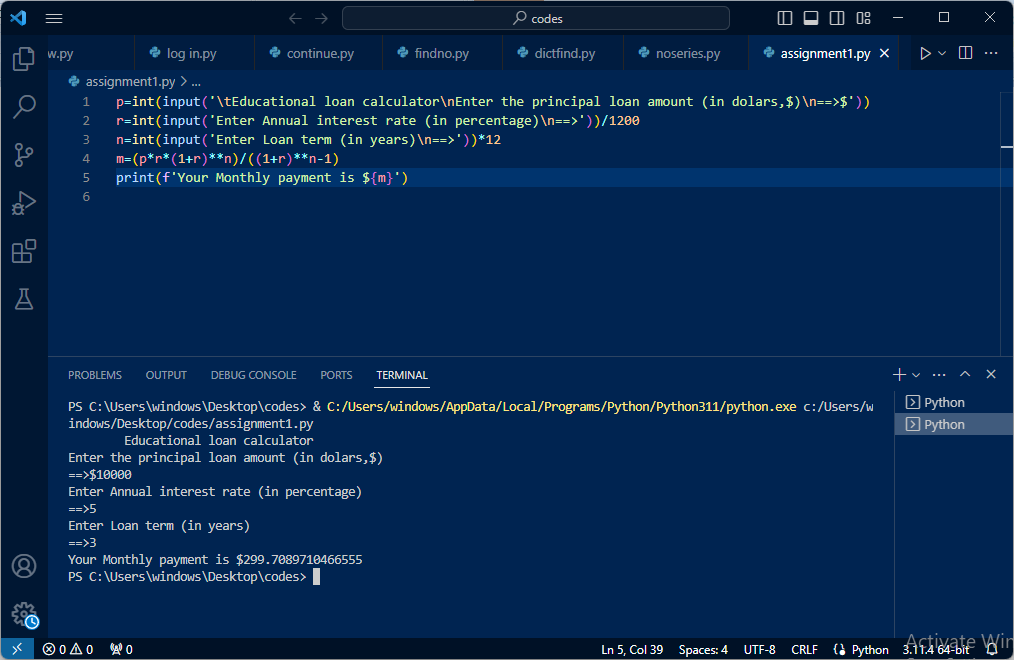 codes
w.py
log in.py
continue.py
findno.py
dictfind.py
noseries.py
assignment1.py
assignment1.py > ...
1 p=int(input('\tEducational loan calculator\nEnter the principal loan amount (in dolars,$)\n==>$'))
2 r=int(input('Enter Annual interest rate (in percentage)\n==>'))/1200
3 n=int(input('Enter Loan term (in years)\n==>'))*12
4 m=(p*r*(1+r)**n)/((1+r)**n-1)
5 print(f'Your Monthly payment is ${m}')
6
PROBLEMS OUTPUT DEBUG CONSOLE PORTS TERMINAL
PS C:\Users\windows\Desktop\codes> & C:/Users/windows/AppData/Local/Programs/Python/Python311/python.exe c:/Users/w
indows/Desktop/codes/assignment1.py
Educational loan calculator
Enter the principal loan amount (in dolars,$)
==>$10000
Enter Annual interest rate (in percentage)
==>5
Enter Loan term (in years)
==>3
Your Monthly payment is $299.7089710466555
PS C:\Users\windows\Desktop\codes>
Python
Python
Activate Win
0 0 0 Ln 5, Col 39 Spaces: 4 UTF-8 CRLF Python 3.11.4 64-bit